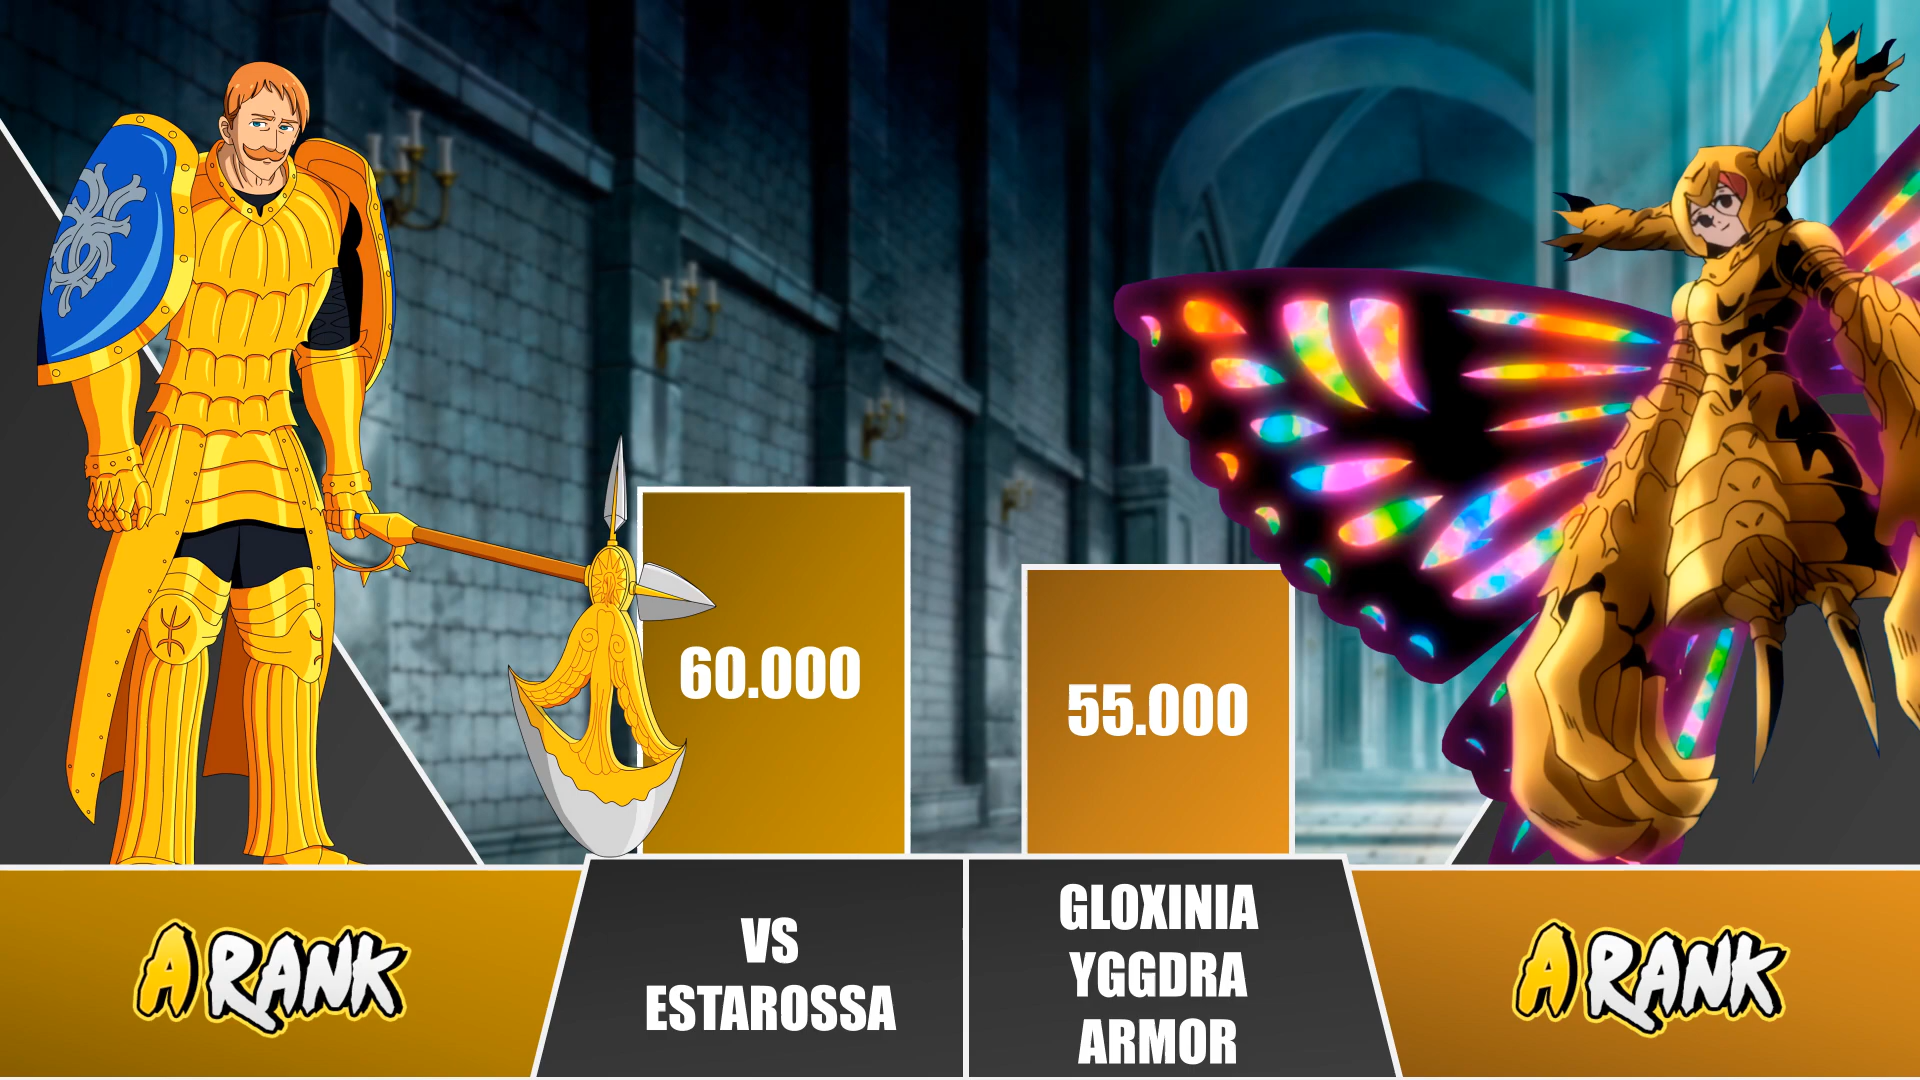 60.000
55.000
VS
ESTAROSSA
GLOXINIA
YGGDRA
ARMOR
A RANK
A RANK